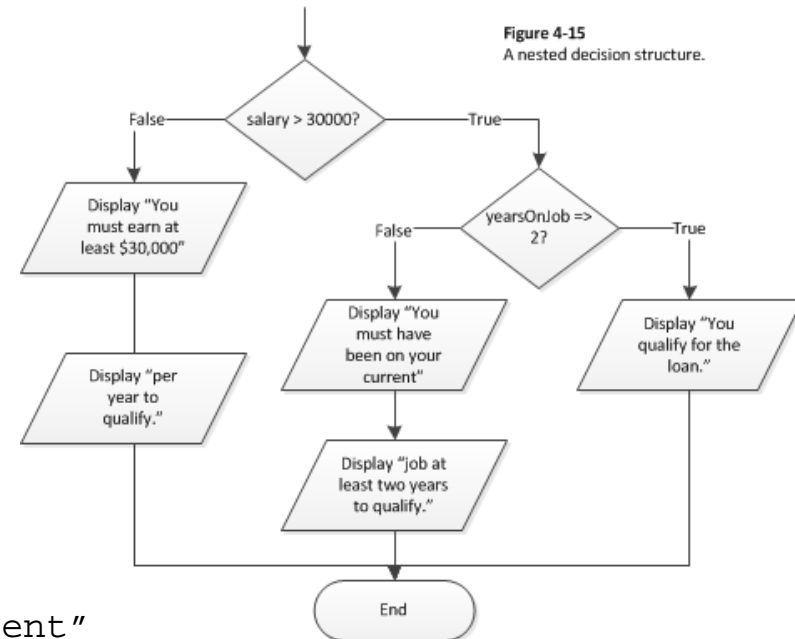 Figure 4-15
A nested decision structure.
salary > 30000?
False
True
Display “You
must earn at
least $30,000”
yearsOnJob =>
2?
False
True
Display “You
must have
been on your
current”
Display “You
qualify for the
loan.”
Display “per
year to
qualify.”
Display “job at
least two years
to qualify.”
End
ent”